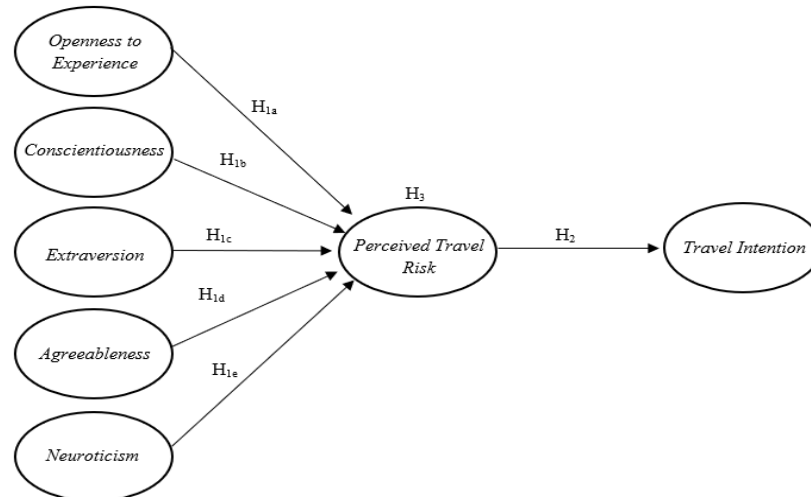 Openness to
Experience
H1a
Conscientiousness
H1b
H3
Extraversion
H1c
Perceived Travel
Risk
H2
Travel Intention
H1d
Agreeableness
H1e
Neuroticism